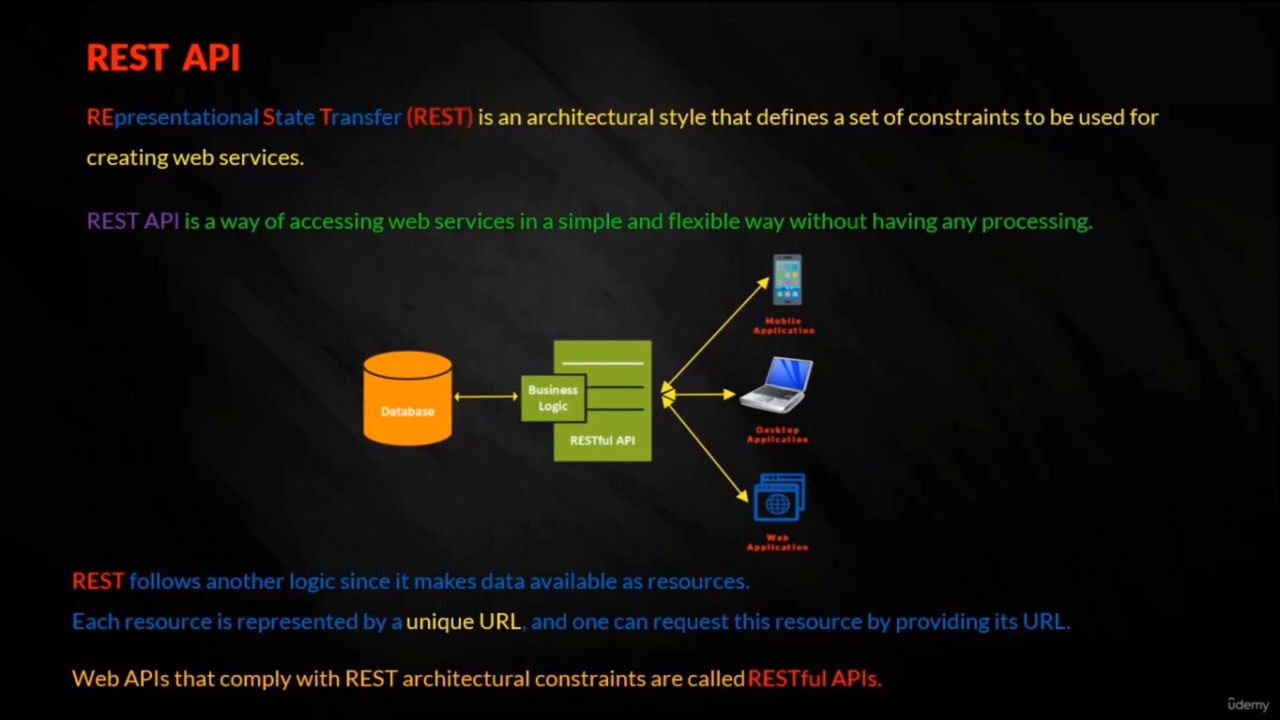 REST API
REpresentational State Transfer (REST) is an architectural style that defines a set of constraints to be used for
creating web services.
REST API is a way of accessing web services in a simple and flexible way without having any processing.
Mobile
Application
Database
Business
Logic
RESTful API
Desktop
Application
Web
Application
REST follows another logic since it makes data available as resources.
Each resource is represented by a unique URL, and one can request this resource by providing its URL.
Web APIs that comply with REST architectural constraints are called RESTful APIs.
ûdemy